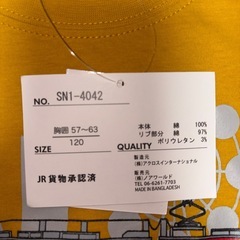 NO. SN1-4042
胸囲 57~63
SIZE 120
JR貨物承認済
本体 綿 100%
リブ部分 綿 97%
ポリウレタン 3%
QUALITY
製造元
(株)アクロスインターナショナル
販売元
(株)ノアワールド
TEL 06-6261-7703
MADE IN BANGLADESH